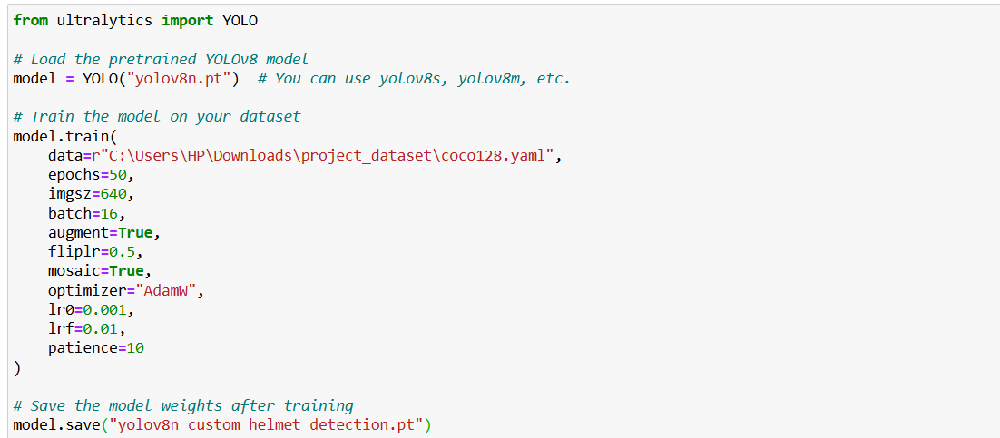 from ultralytics import YOLO
# Load the pretrained YOLOv8 model
model = YOLO("yolov8n.pt")  # You can use yolov8s, yolov8m, etc.
# Train the model on your dataset
model.train(
    data=r"C:\Users\HP\Downloads\project_dataset\coco128.yaml",
    epochs=50,
    imgsz=640,
    batch=16,
    augment=True,
    fliplr=0.5,
    mosaic=True,
    optimizer="AdamW",
    lr0=0.001,
    lrf=0.01,
    patience=10
)
# Save the model weights after training
model.save("yolov8n_custom_helmet_detection.pt")